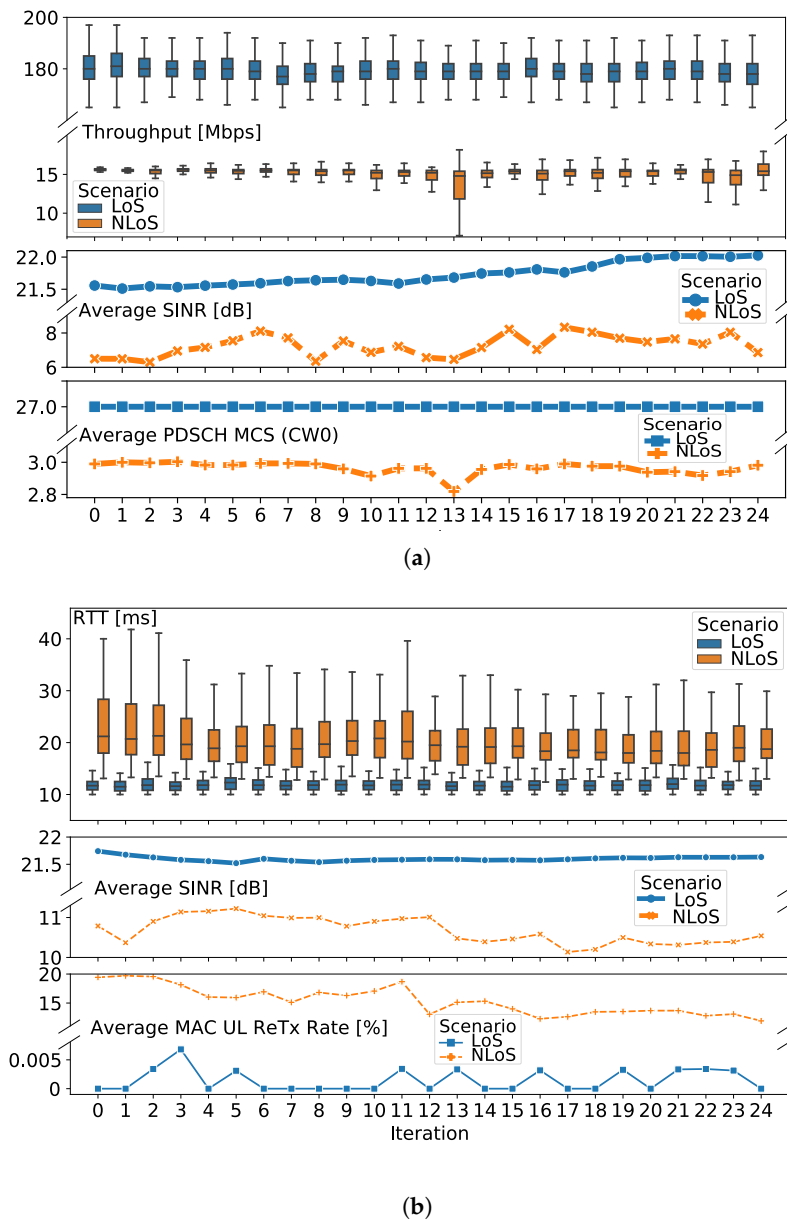 200
180
Throughput [Mbps]
15
10
Scenario
LoS
NLoS
22.0
21.5
Average SINR [dB]
8
6
Scenario
LoS
NLoS
27.0
Average PDSCH MCS (CW0)
3.0
2.8
Scenario
LoS
NLoS
0 1 2 3 4 5 6 7 8 9 10 11 12 13 14 15 16 17 18 19 20 21 22 23 24
(a)
RTT [ms]
40
30
20
10
Scenario
LoS
NLoS
22
21.5
Average SINR [dB]
11
10
Scenario
LoS
NLoS
20
15
Average MAC UL ReTx Rate [%]
0.005
0
Scenario
LoS
NLoS
0 1 2 3 4 5 6 7 8 9 10 11 12 13 14 15 16 17 18 19 20 21 22 23 24
Iteration
(b)